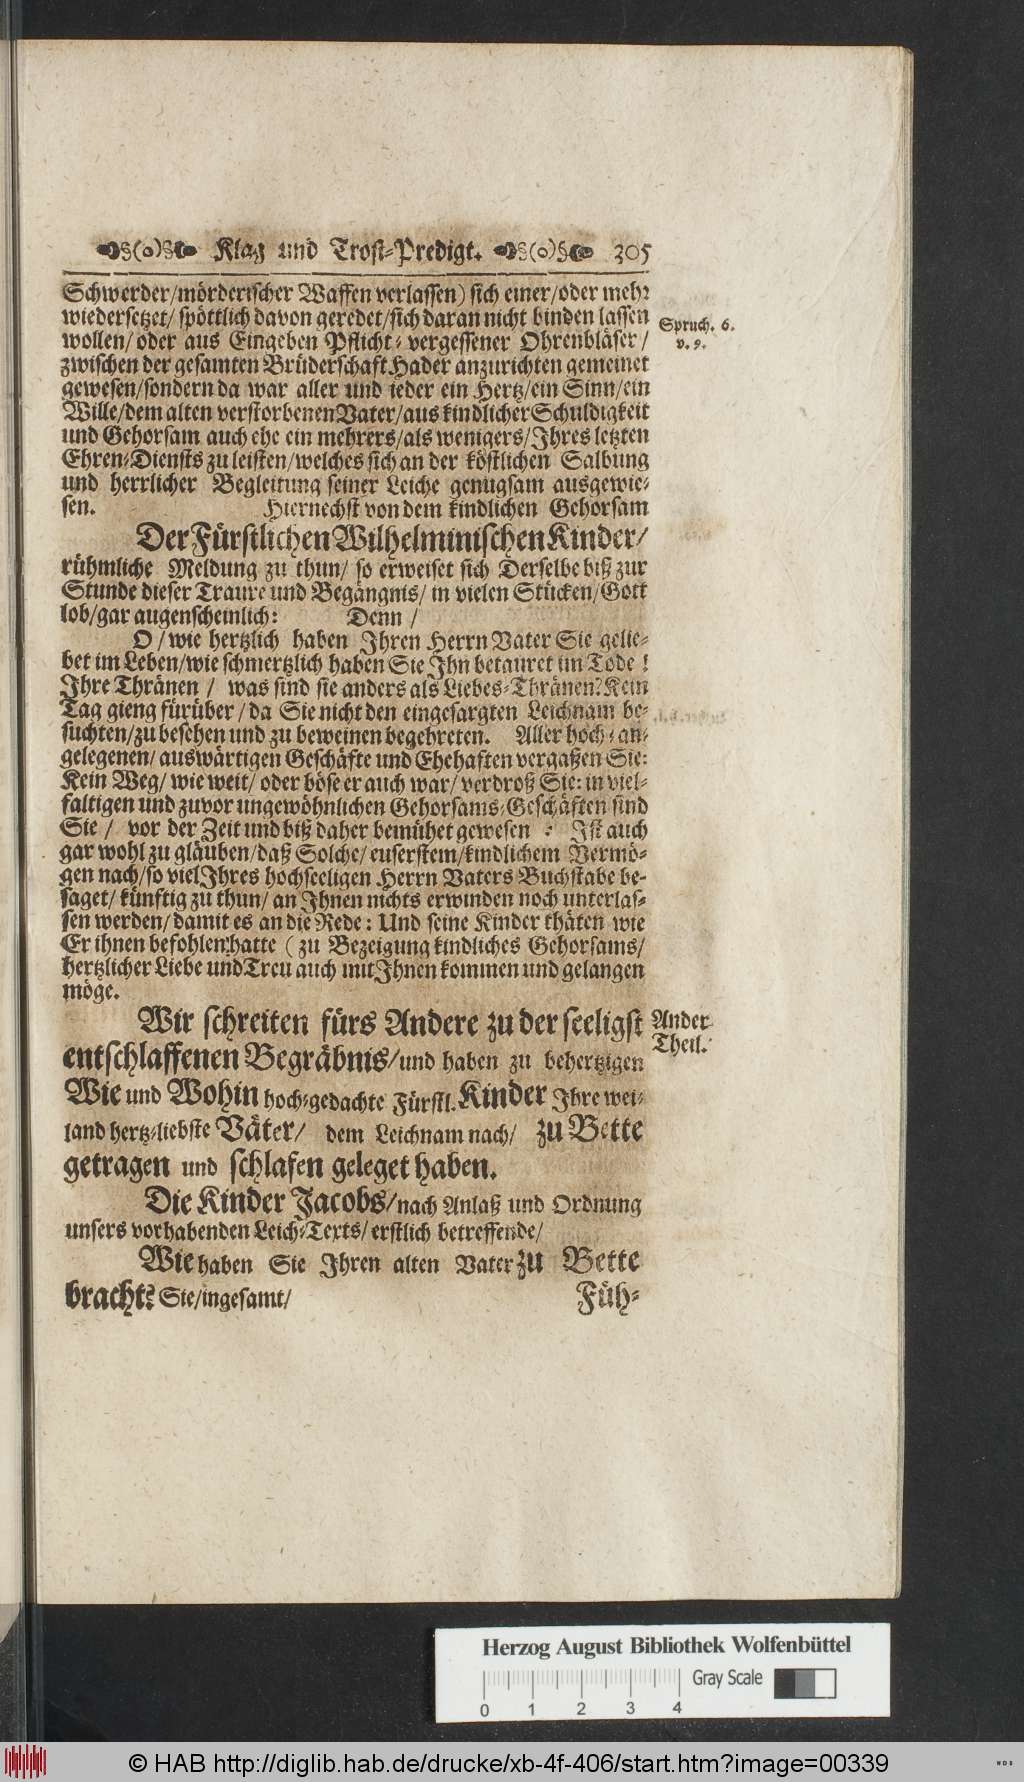 §(o)§ Klag und Trost-Predigt. §(o)§ 305
Schwerder/mörderischer Waffen verlassen) sich einer/oder mehr
wiedersetzet/ spöttlich davon geredet/sich daran nicht binden lassen
Spruch. 6.
wollen/ oder aus Eingeben Pflicht-vergessener Ohrenbläser/
v. 9.
zwischen der gesamten Brüderschaft Hader anzurichten gemeinet
gewesen/sondern da war aller und ieder ein Hertz/ein Sinn/ein
Wille/dem alten verstorbenen Vater/aus kindlicher Schuldigkeit
und Gehorsam auch ehe ein mehrers/als wenigers/Ihres letzten
Ehren-Diensts zu leisten/welches sich an der köstlichen Salbung
und herrlicher Begleitung seiner Leiche genugsam ausgewie-
sen. Hiernechst von dem kindlichen Gehorsam
Der Fürstlichen Wilhelminischen Kinder/
rühmliche Meldung zu thun/ so erweiset sich Derselbe biß zur
Stunde dieser Traure und Begängnis/ in vielen Stücken/Gott
lob/gar augenscheinlich: Denn/
O/ wie hertzlich haben Ihren Herrn Vater Sie gelie-
bet im Leben/wie schmertzlich haben Sie Ihn betauret im Tode!
Ihre Thränen/ was sind sie anders als Liebes-Thränen? Kein
Tag gieng fürüber/da Sie nicht den eingesargten Leichnam be-
suchten/zu besehen und zu beweinen begehreten. Aller hoch-an-
gelegenen/ auswärtigen Geschäfte und Ehehaften vergaßen Sie:
Kein Weg/ wie weit/ oder böse er auch war/ verdroß Sie: in viel-
faltigen und zuvor ungewöhnlichen Gehorsams-Geschäften sind
Sie/ vor der Zeit und biß daher bemühet gewesen: Ist auch
gar wohl zu gläuben/daß Solche/ euserstem/kindlichem Vermö-
gen nach/so viel Ihres hochseeligen Herrn Vaters Buchstabe be-
saget/ künftig zu thun/ an Ihnen nichts erwinden noch unterlas-
sen werden/ damit es an die Rede: Und seine Kinder thäten wie
Er ihnen befohlen hatte ( zu Bezeigung kindliches Gehorsams/
hertzlicher Liebe und Treu auch mit Ihnen kommen und gelangen
möge.
Wir schreiten fürs Andere zu der seeligst
Ander
Theil.
entschlaffenen Begräbnis/und haben zu behertzigen
Wie und Wohin hoch-gedachte Fürstl. Kinder Ihre wei-
land hertz-liebste Väter/ dem Leichnam nach/ zu Bette
getragen und schlafen geleget haben.
Die Kinder Jacobs/nach Anlaß und Ordnung
unsers vorhabenden Leich-Texts/ erstlich betreffende/
Wie haben Sie Ihren alten Vater zu Bette
bracht? Sie/ingesamt/
Füh-
Herzog August Bibliothek Wolfenbüttel
Gray Scale
0 1 2 3 4
© HAB http://diglib.hab.de/drucke/xb-4f-406/start.htm?image=00339